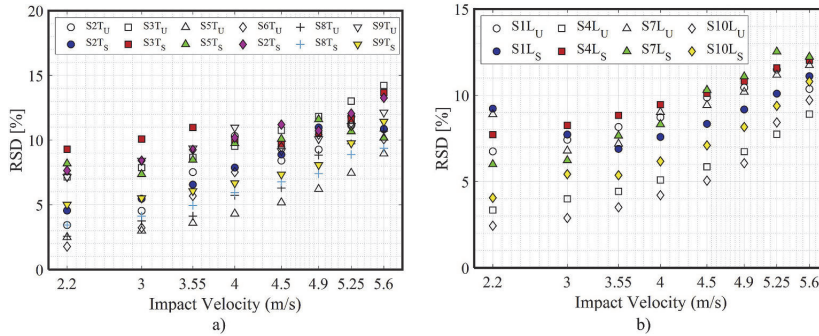 20
15
10
5
0
RSD [%]
S2T_U S3T_U S5T_U S6T_U S8T_U S9T_U
S2T_S S3T_S S5T_S S2T_S S8T_S S9T_S
2.2 3 3.55 4 4.5 4.9 5.25 5.6
Impact Velocity (m/s)
a)
15
10
5
0
RSD [%]
S1L_U S4L_U S7L_U S10L_U
S1L_S S4L_S S7L_S S10L_S
2.2 3 3.55 4 4.5 4.9 5.25 5.6
Impact Velocity (m/s)
b)